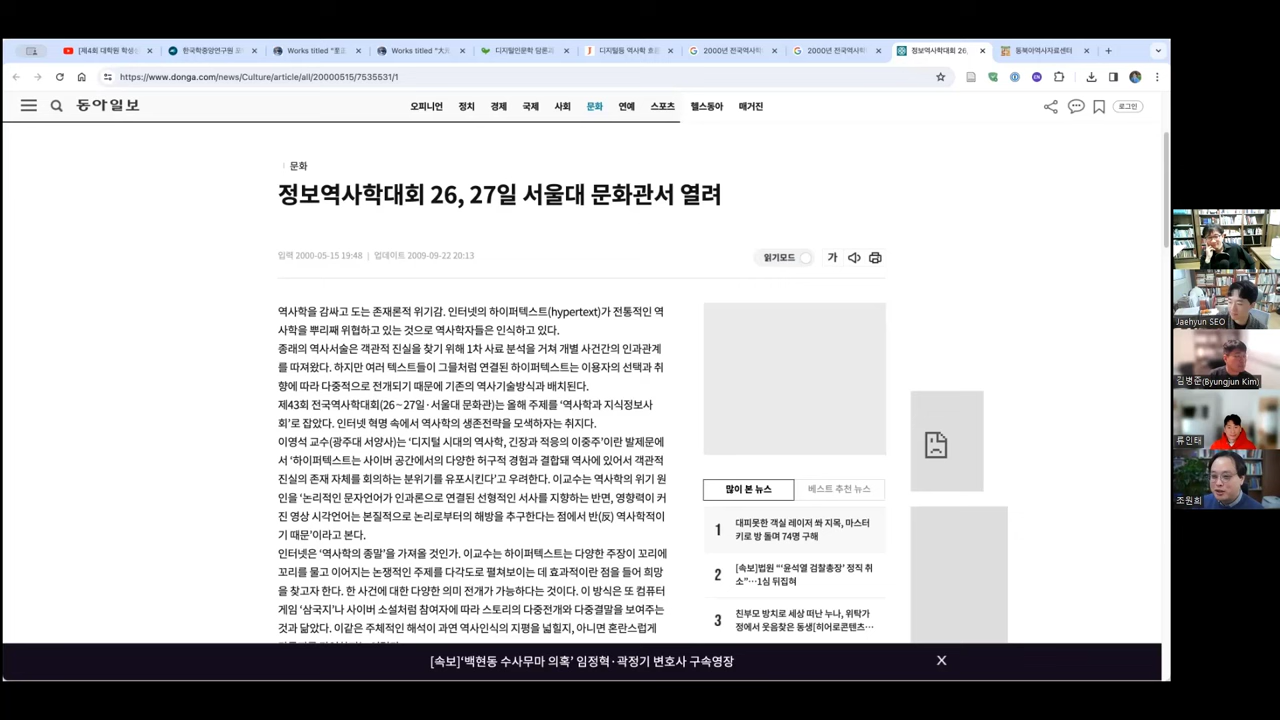 [제4회 대학원 학생선
한국학중앙연구원 포
Works titled "奎正
Works titled "大差
디지털인문학 담론과
디지털등 역사학 흐름
2000년 전국역사학
2000년 전국역사학
정보역사학대회 26,
동북아역사자료센터
https://www.donga.com/news/Culture/article/all/20000515/7535531/1
동아일보
오피니언 정치 경제 국제 사회 문화 연예 스포츠 헬스동아 매거진
로그인
문화
정보역사학대회 26, 27일 서울대 문화관서 열려
입력 2000-05-15 19:48 | 업데이트 2009-09-22 20:13
읽기모드 가
역사학을 감싸고 도는 존재론적 위기감. 인터넷의 하이퍼텍스트(hypertext)가 전통적인 역
사학을 뿌리째 위협하고 있는 것으로 역사학자들은 인식하고 있다.
종래의 역사서술은 객관적 진실을 찾기 위해 1차 사료 분석을 거쳐 개별 사건간의 인과관계
를 따져왔다. 하지만 여러 텍스트들이 그물처럼 연결된 하이퍼텍스트는 이용자의 선택과 취
향에 따라 다중적으로 전개되기 때문에 기존의 역사기술방식과 배치된다.
제43회 전국역사학대회(26～27일·서울대 문화관)는 올해 주제를 ‘역사학과 지식정보사
회’로 잡았다. 인터넷 혁명 속에서 역사학의 생존전략을 모색하자는 취지다.
이영석 교수(광주대 서양사)는 ‘디지털 시대의 역사학, 긴장과 적응의 이중주’이란 발제문에
서 ‘하이퍼텍스트는 사이버 공간에서의 다양한 허구적 경험과 결합돼 역사에 있어서 객관적
진실의 존재 자체를 회의하는 분위기를 유포시킨다’고 우려한다. 이교수는 역사학의 위기 원
인을 ‘논리적인 문자언어가 인과론으로 연결된 선형적인 서사를 지향하는 반면, 영향력이 커
진 영상 시각언어는 본질적으로 논리로부터의 해방을 추구한다는 점에서 반(反) 역사학적이
기 때문’이라고 본다.
인터넷은 ‘역사학의 종말’을 가져올 것인가. 이교수는 하이퍼텍스트는 다양한 주장이 꼬리에
꼬리를 물고 이어지는 논쟁적인 주제를 다각도로 펼쳐보이는 데 효과적이란 점을 들어 희망
을 찾고자 한다. 한 사건에 대한 다양한 의미 전개가 가능하다는 것이다. 이 방식은 또 컴퓨터
게임 ‘삼국지’나 사이버 소설처럼 참여자에 따라 스토리의 다중전개와 다중결말을 보여주는
것과 닮았다. 이같은 주체적인 해석이 과연 역사인식의 지평을 넓힐지, 아니면 혼란스럽게
많이 본 뉴스 베스트 추천 뉴스
1 대피못한 객실 레이저 쏴 지목, 마스터
키로 방 돌며 74명 구해
2 [속보]법원 “‘윤석열 검찰총장’ 정직 취
소”…1심 뒤집혀
3 친부모 방치로 세상 떠난 누나, 위탁가
정에서 웃음찾은 동생[히어로콘텐츠…
[속보]‘백현동 수사무마 의혹’ 임정혁·곽정기 변호사 구속영장
Jaehyun SEO
김병준(Byungjun Kim)
류인태
조원희